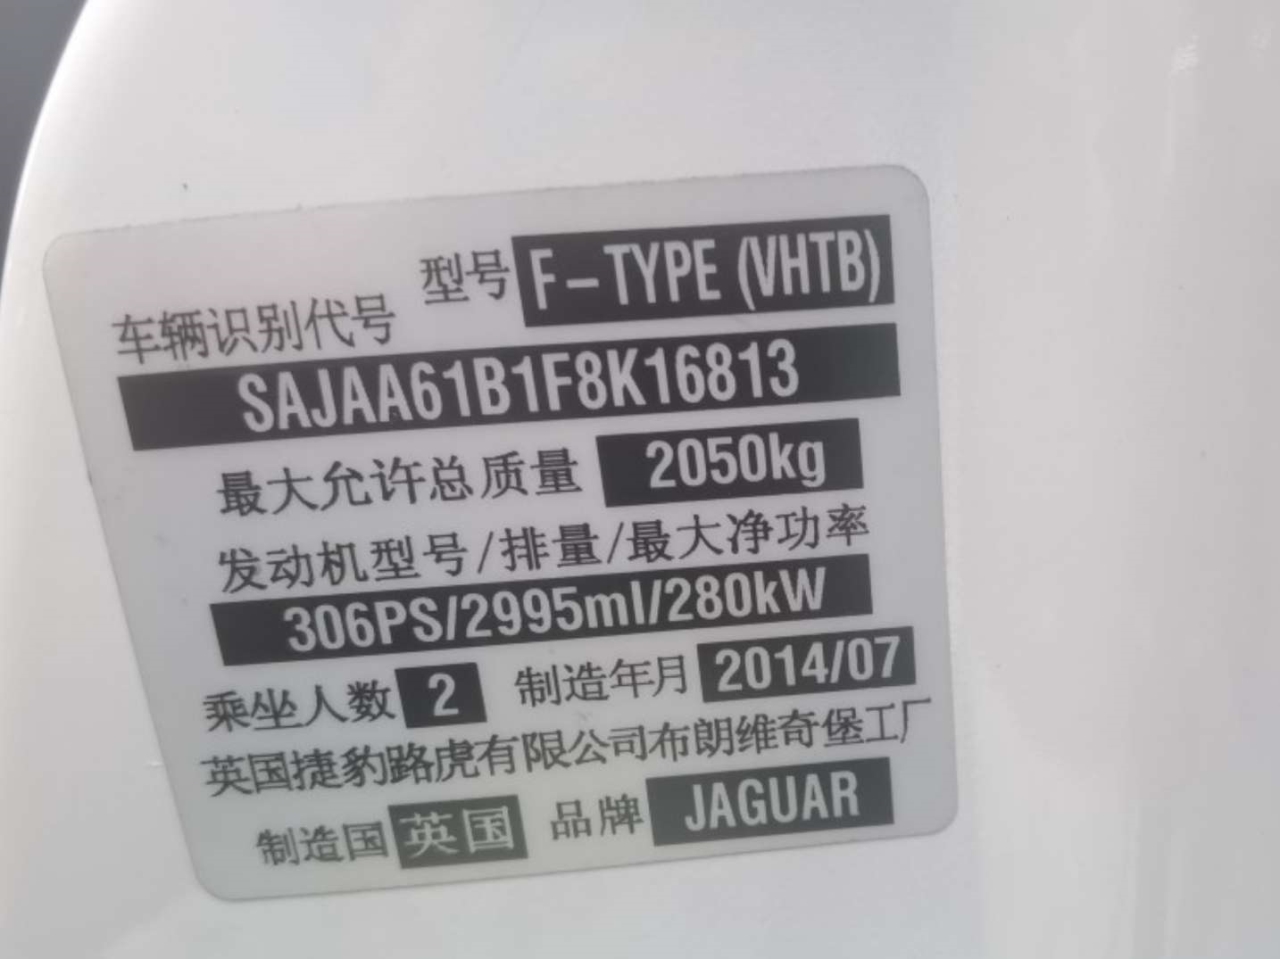 型号 F-TYPE (VHTB)
车辆识别代号
SAJAA61B1F8K16813
最大允许总质量 2050kg
发动机型号/排量/最大净功率
306PS/2995ml/280kW
乘坐人数 2 制造年月 2014/07
英国捷豹路虎有限公司布朗维奇堡工厂
制造国 英国 品牌 JAGUAR